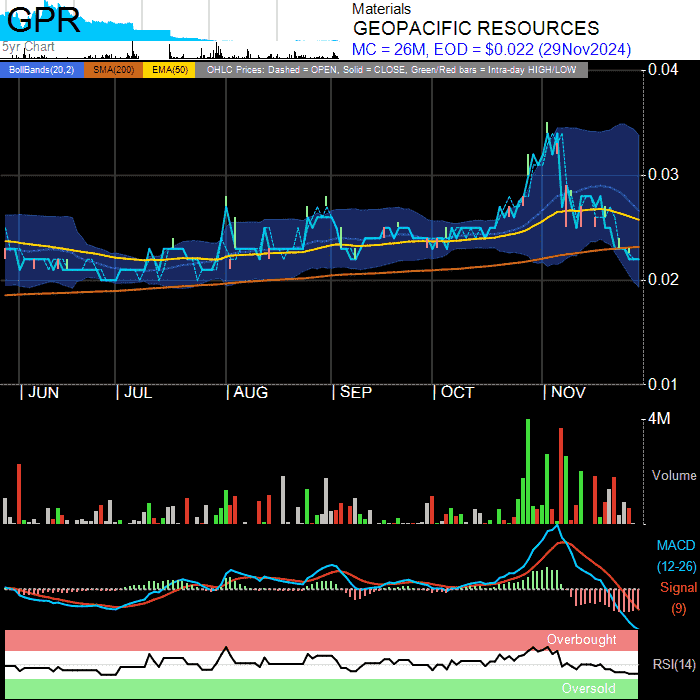 GPR
5yr Chart
Materials
GEOPACIFIC RESOURCES
MC = 26M, EOD = $0.022 (29Nov2024)
BollBands(20,2) SMA(200) EMA(50) OHLC Prices: Dashed = OPEN, Solid = CLOSE, Green/Red bars = Intra-day HIGH/LOW
0.04
0.03
0.02
0.01
JUN JUL AUG SEP OCT NOV
4M
Volume
MACD
(12-26)
Signal
(9)
Overbought
RSI(14)
Oversold